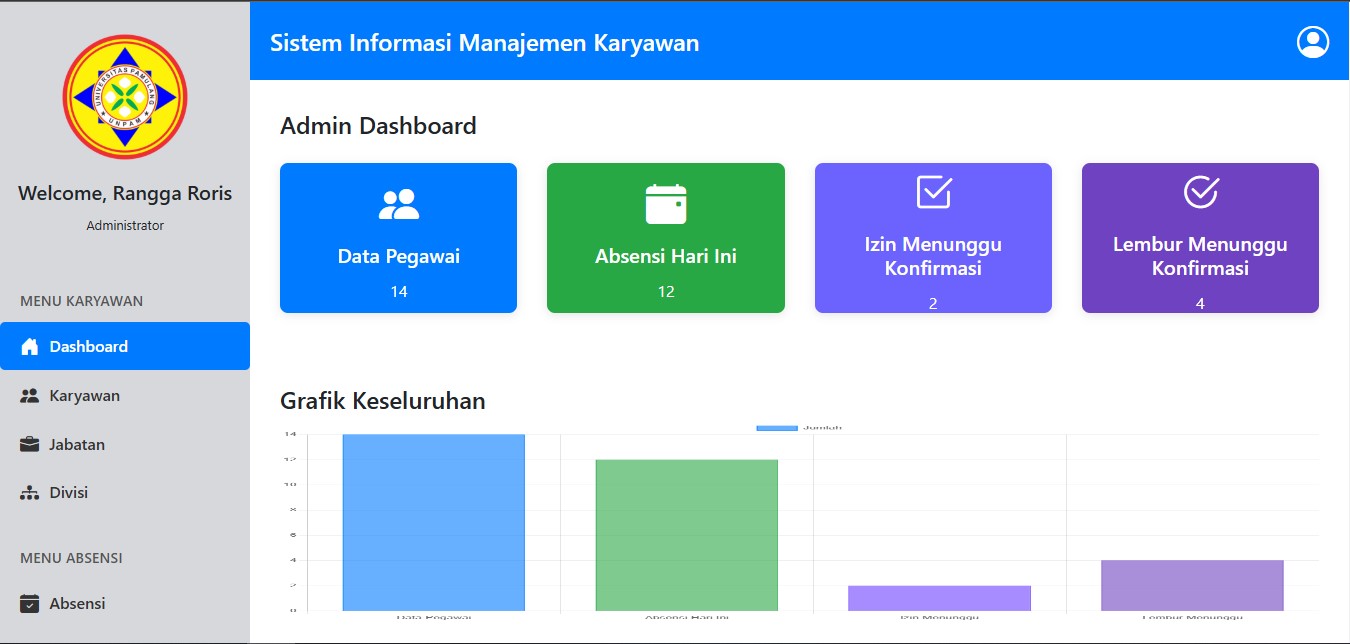 UNIVERSITAS PAMULANG
UNPAM
Welcome, Rangga Roris
Administrator
MENU KARYAWAN
Dashboard
Karyawan
Jabatan
Divisi
MENU ABSENSI
Absensi
Sistem Informasi Manajemen Karyawan
Admin Dashboard
Data Pegawai
14
Absensi Hari Ini
12
Izin Menunggu
Konfirmasi
2
Lembur Menunggu
Konfirmasi
4
Grafik Keseluruhan
Jumlah
14
12
10
8
6
4
2
0
Data Pegawai
Absensi Hari Ini
Izin Menunggu
Lembur Menunggu